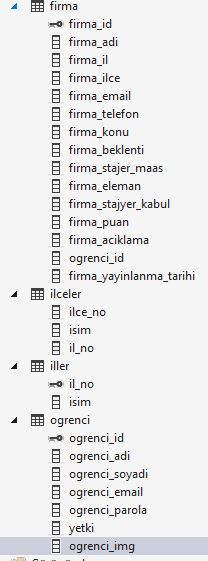 firma
firma_id
firma_adi
firma_il
firma_ilce
firma_email
firma_telefon
firma_konu
firma_beklenti
firma_stajer_maas
firma_eleman
firma_stajyer_kabul
firma_puan
firma_aciklama
ogrenci_id
firma_yayinlanma_tarihi
ilceler
ilce_no
isim
il_no
iller
il_no
isim
ogrenci
ogrenci_id
ogrenci_adi
ogrenci_soyadi
ogrenci_email
ogrenci_parola
yetki
ogrenci_img